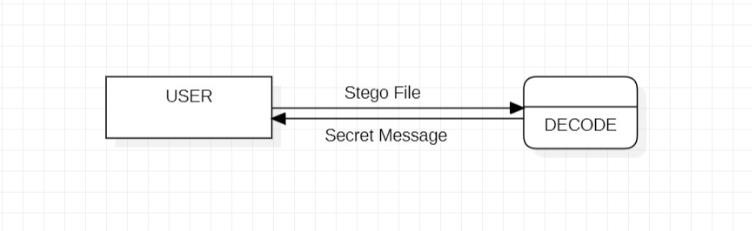 USER
Stego File
Secret Message
DECODE